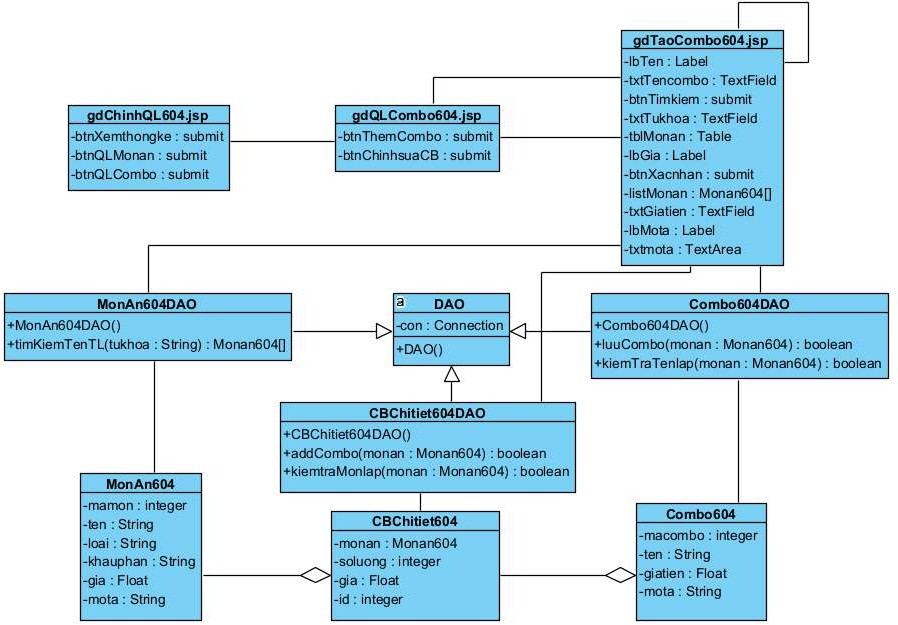 gdTaoCombo604.jsp
-lbTen : Label
-txtTencombo : TextField
-btnTimkiem : submit
-txtTukhoa : TextField
-tblMonan : Table
-lbGia : Label
-btnXacnhan : submit
-listMonan : Monan604[]
-txtGiatien : TextField
-lbMota : Label
-txtmota : TextArea
gdChinhQL604.jsp
-btnXemthongke : submit
-btnQLMonan : submit
-btnQLCombo : submit
gdQLCombo604.jsp
-btnThemCombo : submit
-btnChinhsuaCB : submit
MonAn604DAO
+MonAn604DAO()
+timKiemTenTL(tukhoa : String) : Monan604[]
a
DAO
-con : Connection
+DAO()
Combo604DAO
+Combo604DAO()
+luuCombo(monan : Monan604) : boolean
+kiemTraTenlap(monan : Monan604) : boolean
CBChitiet604DAO
+CBChitiet604DAO()
+addCombo(monan : Monan604) : boolean
+kiemtraMonlap(monan : Monan604) : boolean
MonAn604
-mamon : integer
-ten : String
-loai : String
-khauphan : String
-gia : Float
-mota : String
CBChitiet604
-monan : Monan604
-soluong : integer
-gia : Float
-id : integer
Combo604
-macombo : integer
-ten : String
-giatien : Float
-mota : String